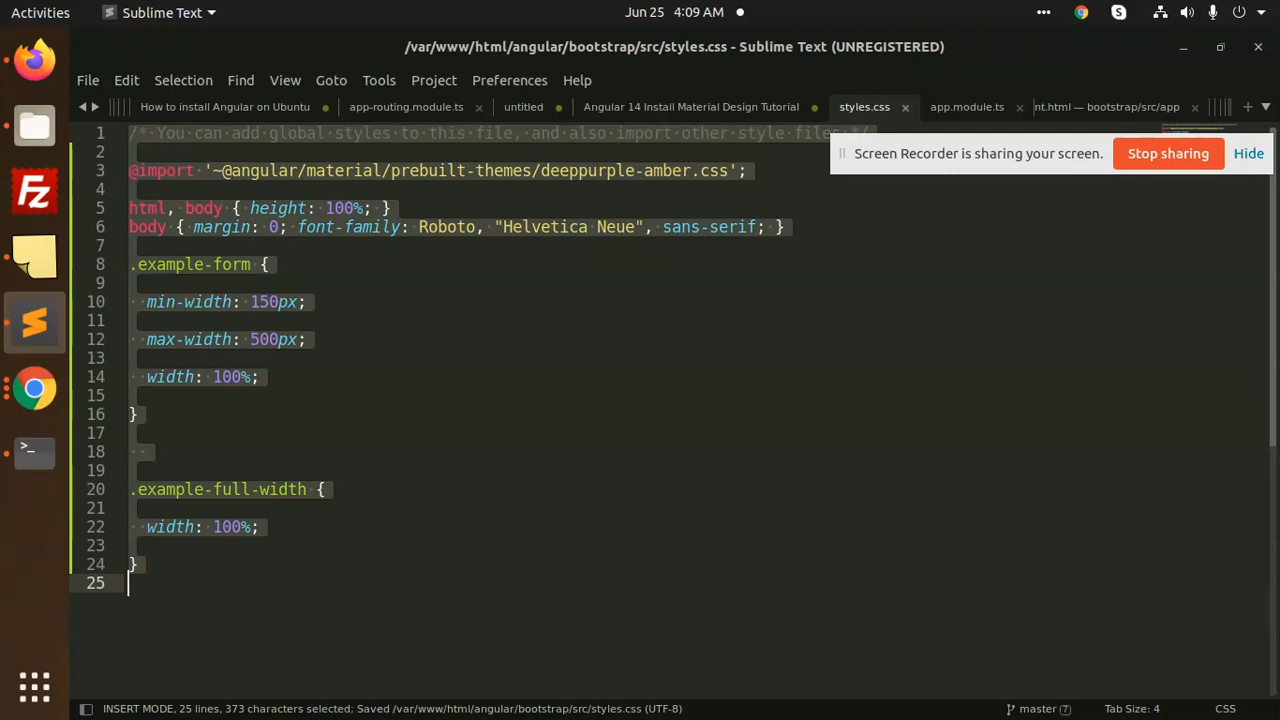 Activities
Sublime Text
Jun 25 4:09 AM
/var/www/html/angular/bootstrap/src/styles.css - Sublime Text (UNREGISTERED)
File Edit Selection Find View Goto Tools Project Preferences Help
How to install Angular on Ubuntu
app-routing.module.ts
untitled
Angular 14 Install Material Design Tutorial
styles.css
app.module.ts
nt.html — bootstrap/src/app
Screen Recorder is sharing your screen.
Stop sharing
Hide
1 /* You can add global styles to this file, and also import other style files */
2
3 @import '~@angular/material/prebuilt-themes/deeppurple-amber.css';
4
5 html, body { height: 100%; }
6 body { margin: 0; font-family: Roboto, "Helvetica Neue", sans-serif; }
7
8 .example-form {
9
10 min-width: 150px;
11
12 max-width: 500px;
13
14 width: 100%;
15
16 }
17
18
19
20 .example-full-width {
21
22 width: 100%;
23
24 }
25
INSERT MODE, 25 lines, 373 characters selected; Saved /var/www/html/angular/bootstrap/src/styles.css (UTF-8)
master 7
Tab Size: 4
CSS